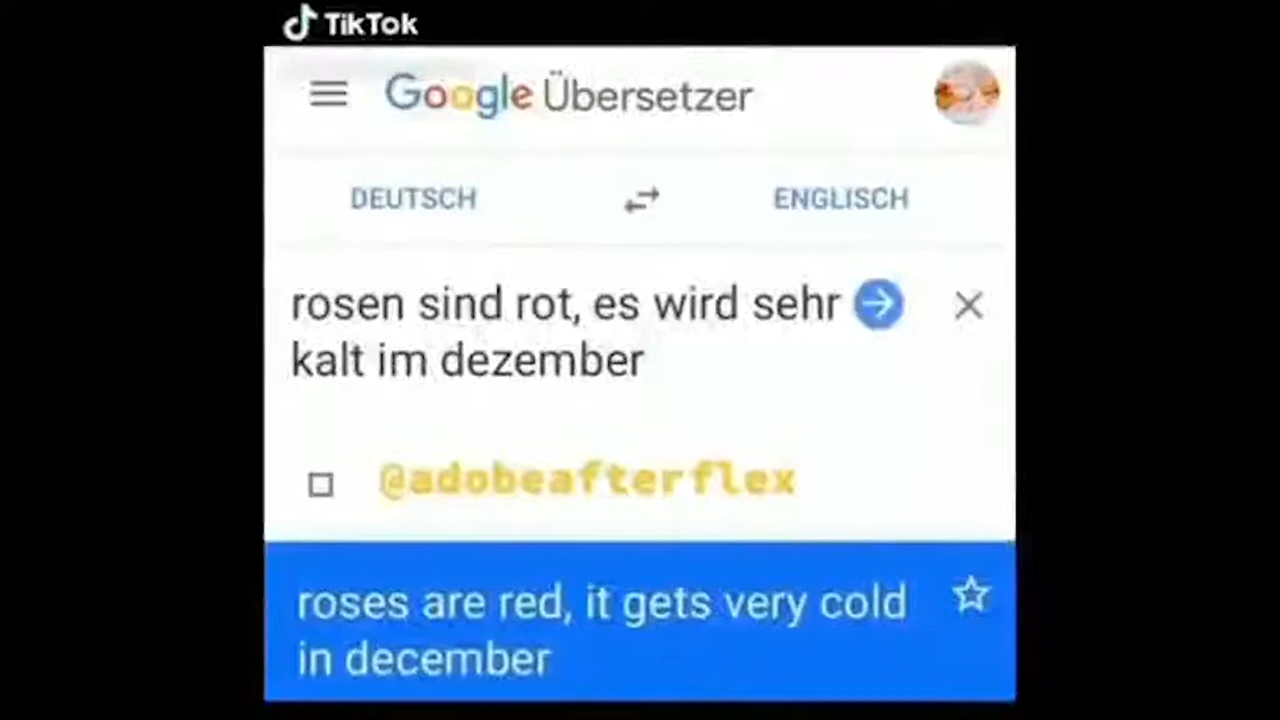 TikTok
Google Übersetzer
DEUTSCH ENGLISCH
rosen sind rot, es wird sehr
kalt im dezember
@adobeafterflex
roses are red, it gets very cold
in december